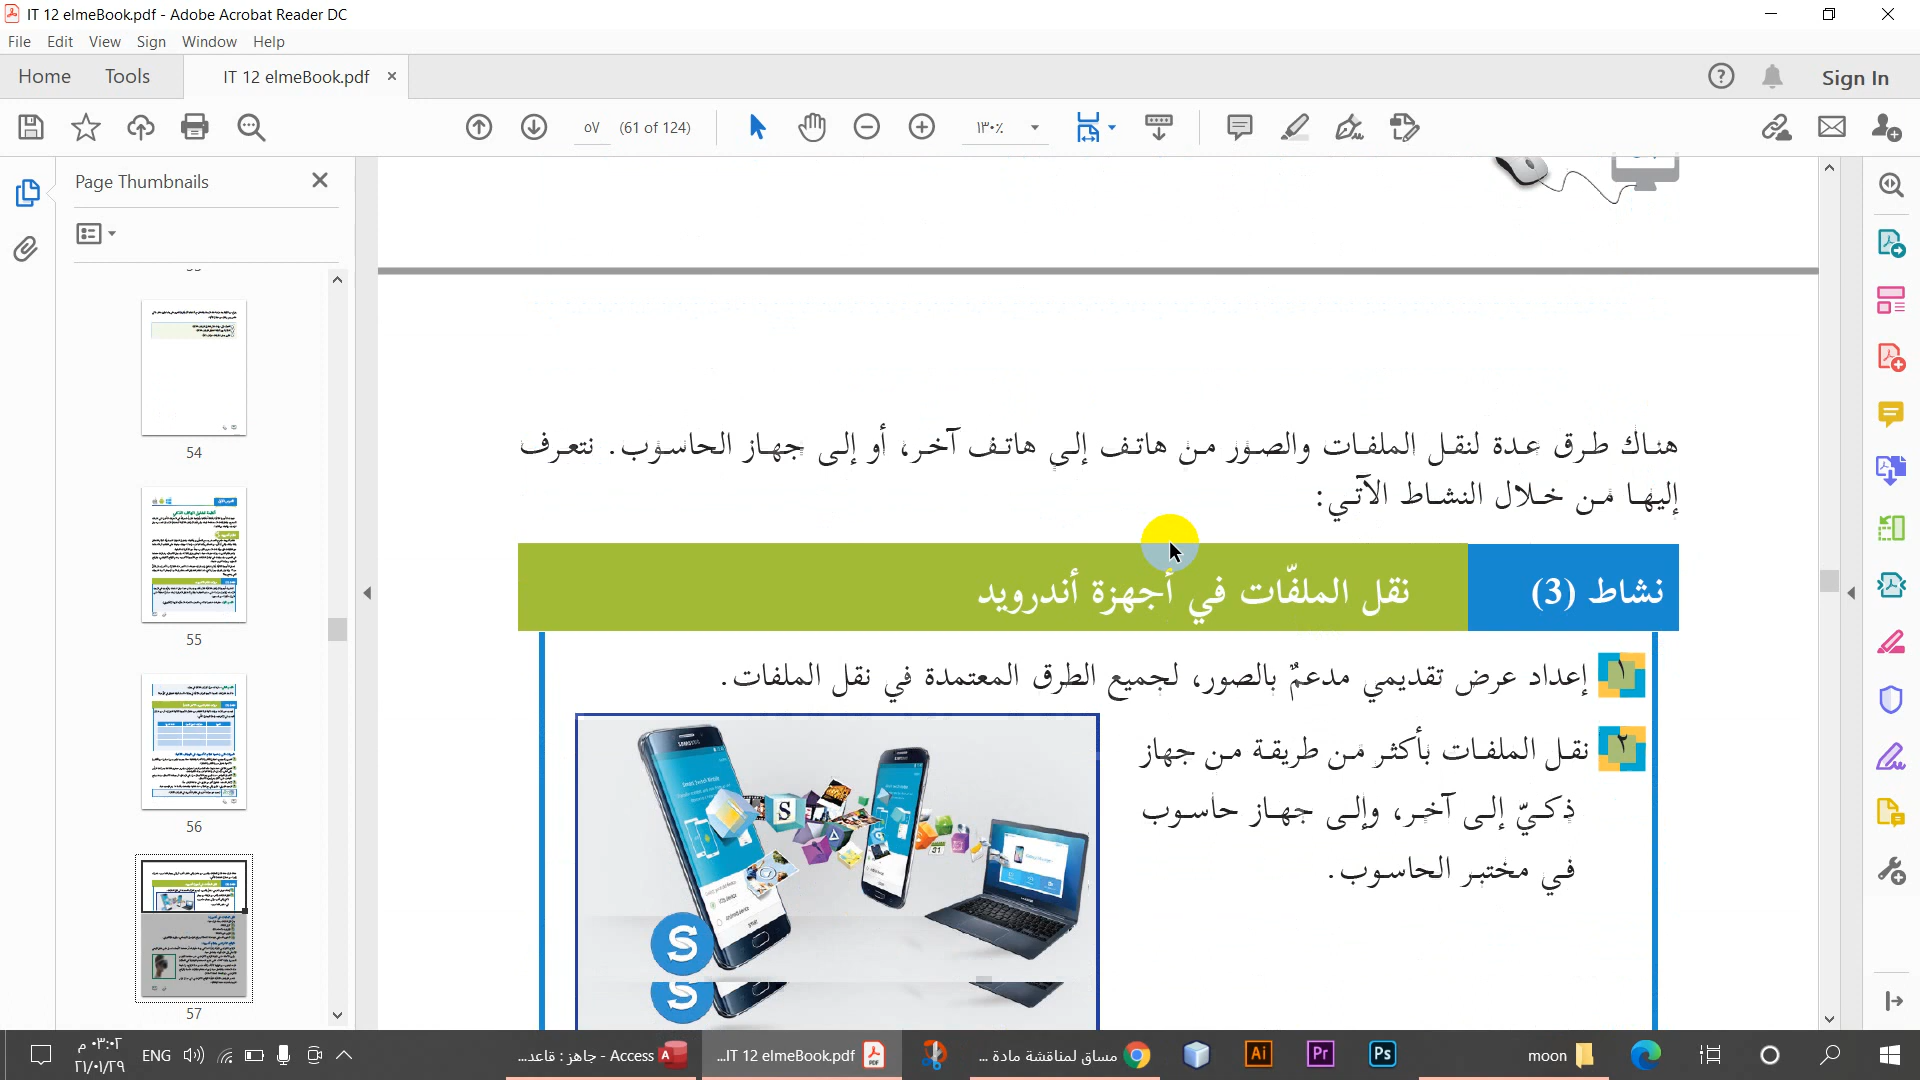 IT 12 elmeBook.pdf - Adobe Acrobat Reader DC
File Edit View Sign Window Help
Home Tools IT 12 elmeBook.pdf Sign In
٥٧ (61 of 124) ١٣٠٪
Page Thumbnails
54
55
56
57
هناك طرق عدة لنقل الملفات والصور من هاتف إلى هاتف آخر، أو إلى جهاز الحاسوب. نتعرف
إليها من خلال النشاط الآتي:
نشاط (3) نقل الملفّات في أجهزة أندرويد
١ إعداد عرض تقديمي مدعمٌ بالصور، لجميع الطرق المعتمدة في نقل الملفات.
٢ نقل الملفات بأكثر من طريقة من جهاز
ذكيّ إلى آخر، وإلى جهاز حاسوب
في مختبر الحاسوب.
SAMSUNG
S
S
S
٠٣:٠٢ م
٢١/٠١/٢٩
ENG
Access - جاهز : قاعد...
IT 12 elmeBook.pdf...
مساق لمناقشة مادة ...
Ai
Pr
Ps
moon